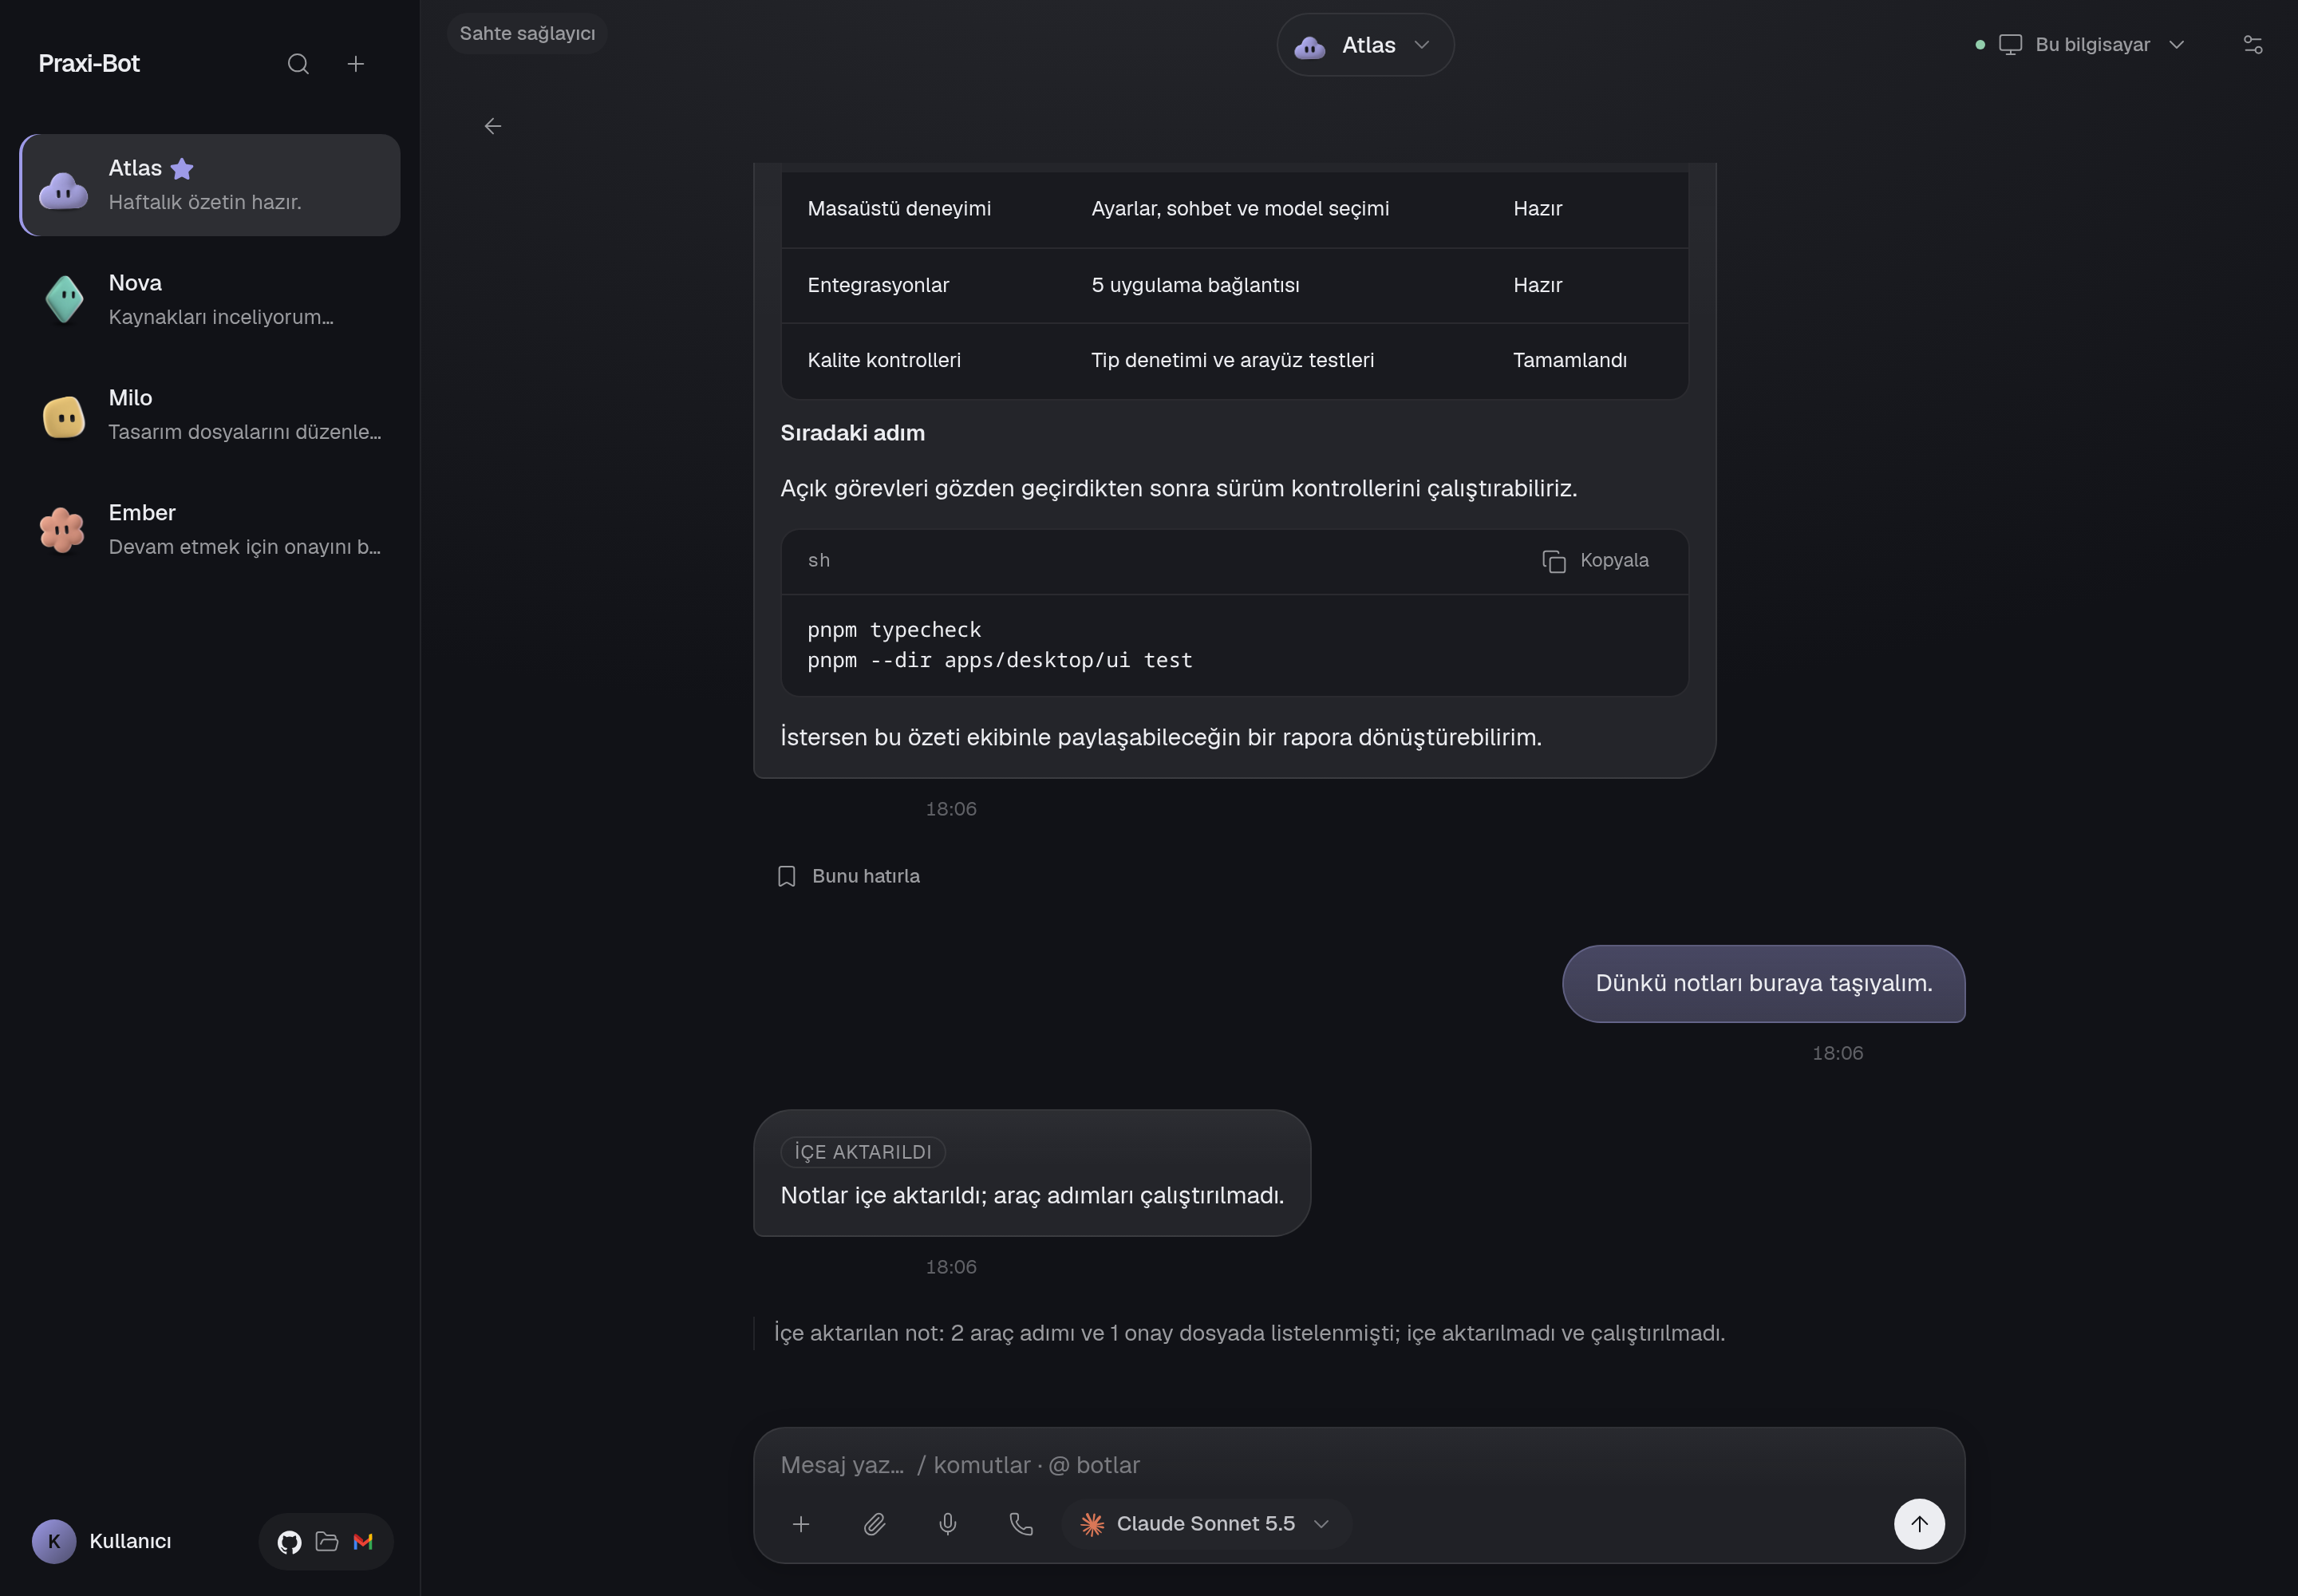 Praxi-Bot
Atlas
Haftalık özetin hazır.
Nova
Kaynakları inceliyorum...
Milo
Tasarım dosyalarını düzenle...
Ember
Devam etmek için onayını b...
K
Kullanıcı
Sahte sağlayıcı
Atlas
Bu bilgisayar
Masaüstü deneyimi Ayarlar, sohbet ve model seçimi Hazır
Entegrasyonlar 5 uygulama bağlantısı Hazır
Kalite kontrolleri Tip denetimi ve arayüz testleri Tamamlandı
Sıradaki adım
Açık görevleri gözden geçirdikten sonra sürüm kontrollerini çalıştırabiliriz.
sh Kopyala
pnpm typecheck
pnpm --dir apps/desktop/ui test
İstersen bu özeti ekibinle paylaşabileceğin bir rapora dönüştürebilirim.
18:06
Bunu hatırla
Dünkü notları buraya taşıyalım.
18:06
İÇE AKTARILDI
Notlar içe aktarıldı; araç adımları çalıştırılmadı.
18:06
İçe aktarılan not: 2 araç adımı ve 1 onay dosyada listelenmişti; içe aktarılmadı ve çalıştırılmadı.
Mesaj yaz... / komutlar · @ botlar
Claude Sonnet 5.5